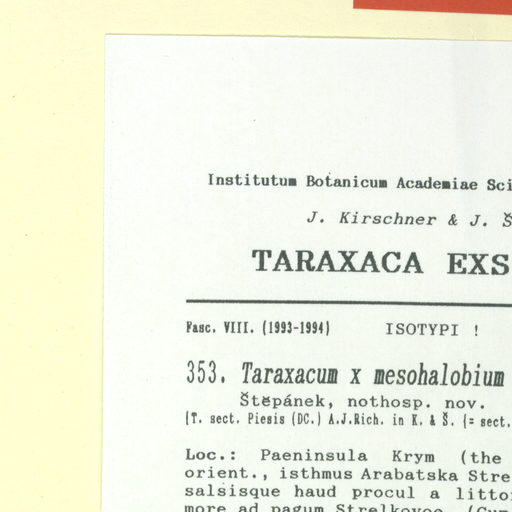 Institutum Botanicum Academiae Sci
J. Kirschner & J. Š
TARAXACA EXS
Fasc. VIII. (1993-1994) ISOTYPI !
353. Taraxacum x mesohalobium
Štěpánek, nothosp. nov.
[T. sect. Piesis (DC.) A.J.Rich. in K. & Š. {= sect.
Loc.: Paeninsula Krym (the
orient., isthmus Arabatska Stre
salsisque haud procul a litto
more ad pagum Strelkovoe. (Gyp